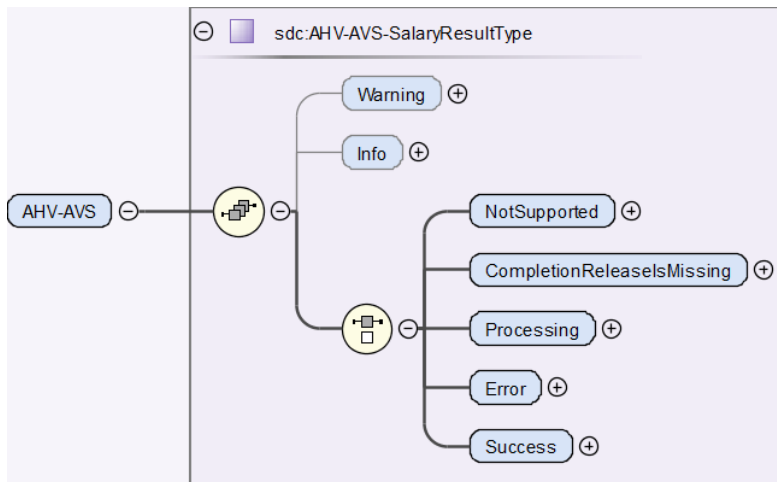 sdc:AHV-AVS-SalaryResultType
Warning
Info
AHV-AVS
NotSupported
CompletionReleaseIsMissing
Processing
Error
Success